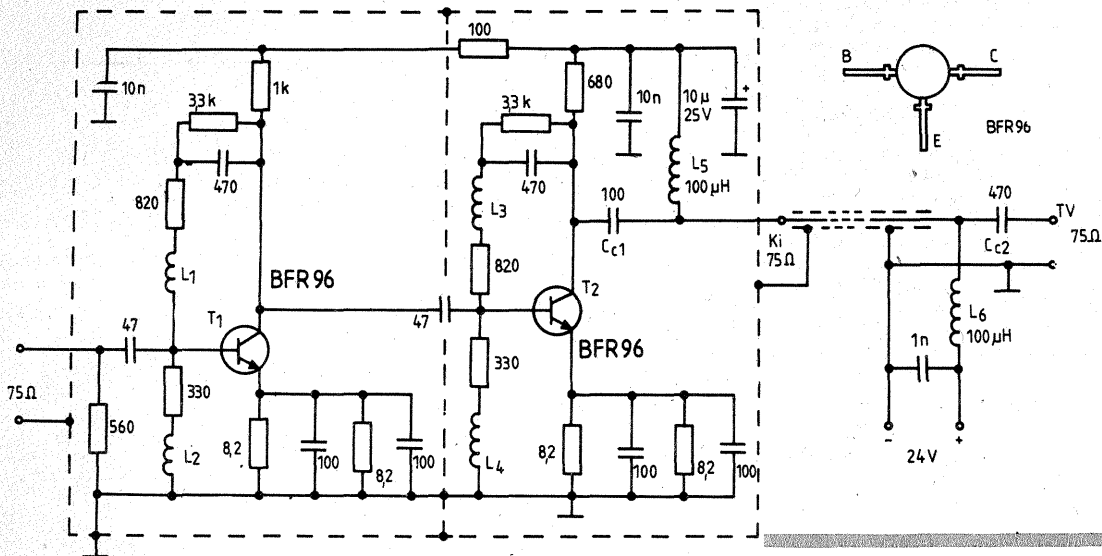 100
10n
1k
3,3k
470
820
L1
47
T1
BFR96
75Ω
560
330
L2
8,2
100
8,2
100
680
10n
10µ
25V
+
3,3k
470
L3
820
L5
100µH
100
Cc1
47
T2
BFR96
330
L4
8,2
100
8,2
100
Ki
75Ω
B
C
E
BFR96
470
TV
75Ω
Cc2
L6
100µH
1n
-
+
24V